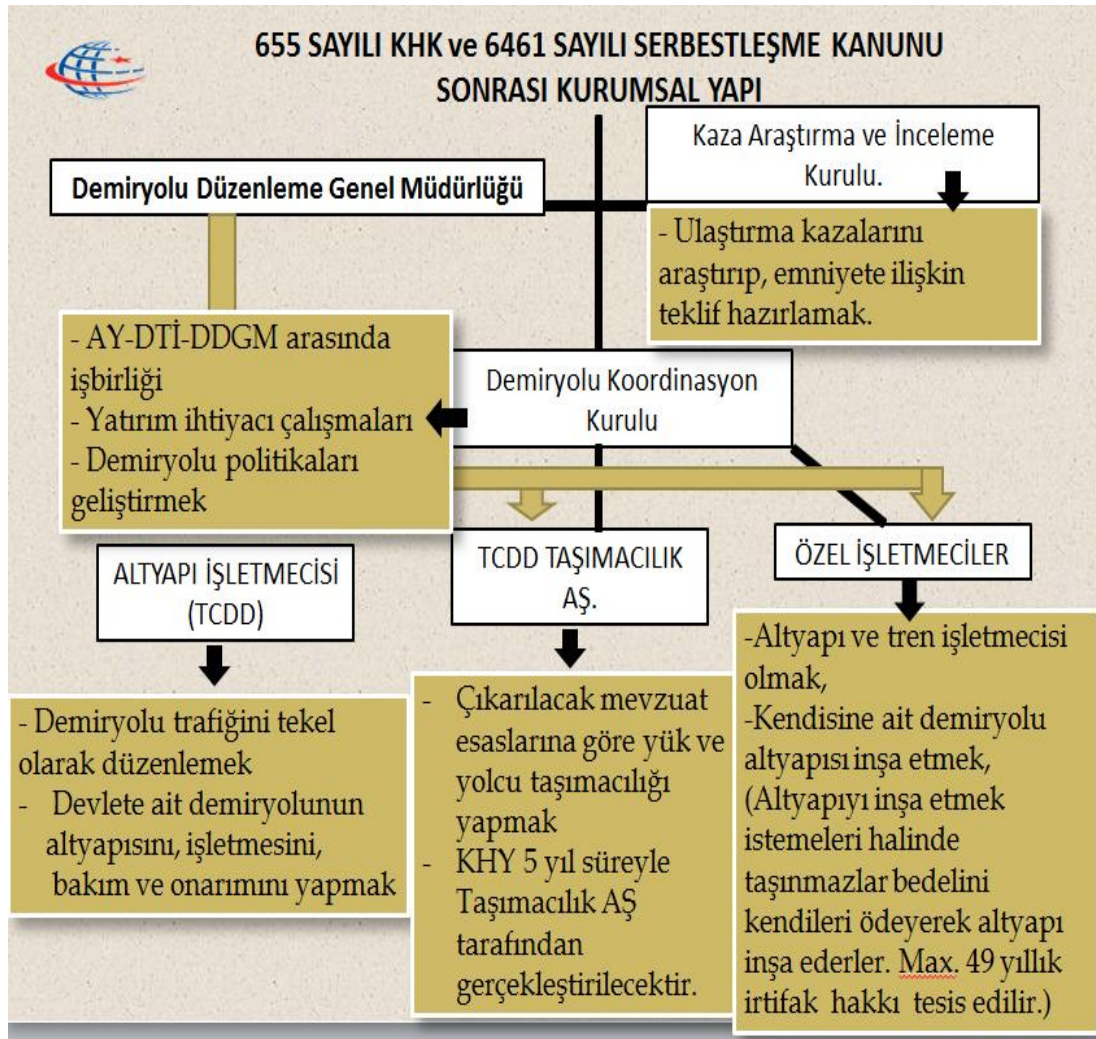 655 SAYILI KHK ve 6461 SAYILI SERBESTLEŞME KANUNU
SONRASI KURUMSAL YAPI
Kaza Araştırma ve İnceleme
Kurulu.
Demiryolu Düzenleme Genel Müdürlüğü
- Ulaştırma kazalarını
araştırıp, emniyete ilişkin
teklif hazırlamak.
- AY-DTİ-DDGM arasında
işbirliği
- Yatırım ihtiyacı çalışmaları
- Demiryolu politikaları
geliştirmek
Demiryolu Koordinasyon
Kurulu
ALTYAPI İŞLETMECİSİ
(TCDD)
TCDD TAŞIMACILIK
AŞ.
ÖZEL İŞLETMECİLER
- Demiryolu trafiğini tekel
olarak düzenlemek
- Devlete ait demiryolunun
altyapısını, işletmesini,
bakım ve onarımını yapmak
- Çıkarılacak mevzuat
esaslarına göre yük ve
yolcu taşımacılığı
yapmak
- KHY 5 yıl süreyle
Taşımacılık AŞ
tarafından
gerçekleştirilecektir.
-Altyapı ve tren işletmecisi
olmak,
-Kendisine ait demiryolu
altyapısı inşa etmek,
(Altyapıyı inşa etmek
istemeleri halinde
taşınmazlar bedelini
kendileri ödeyerek altyapı
inşa ederler. Max. 49 yıllık
irtifak hakkı tesis edilir.)